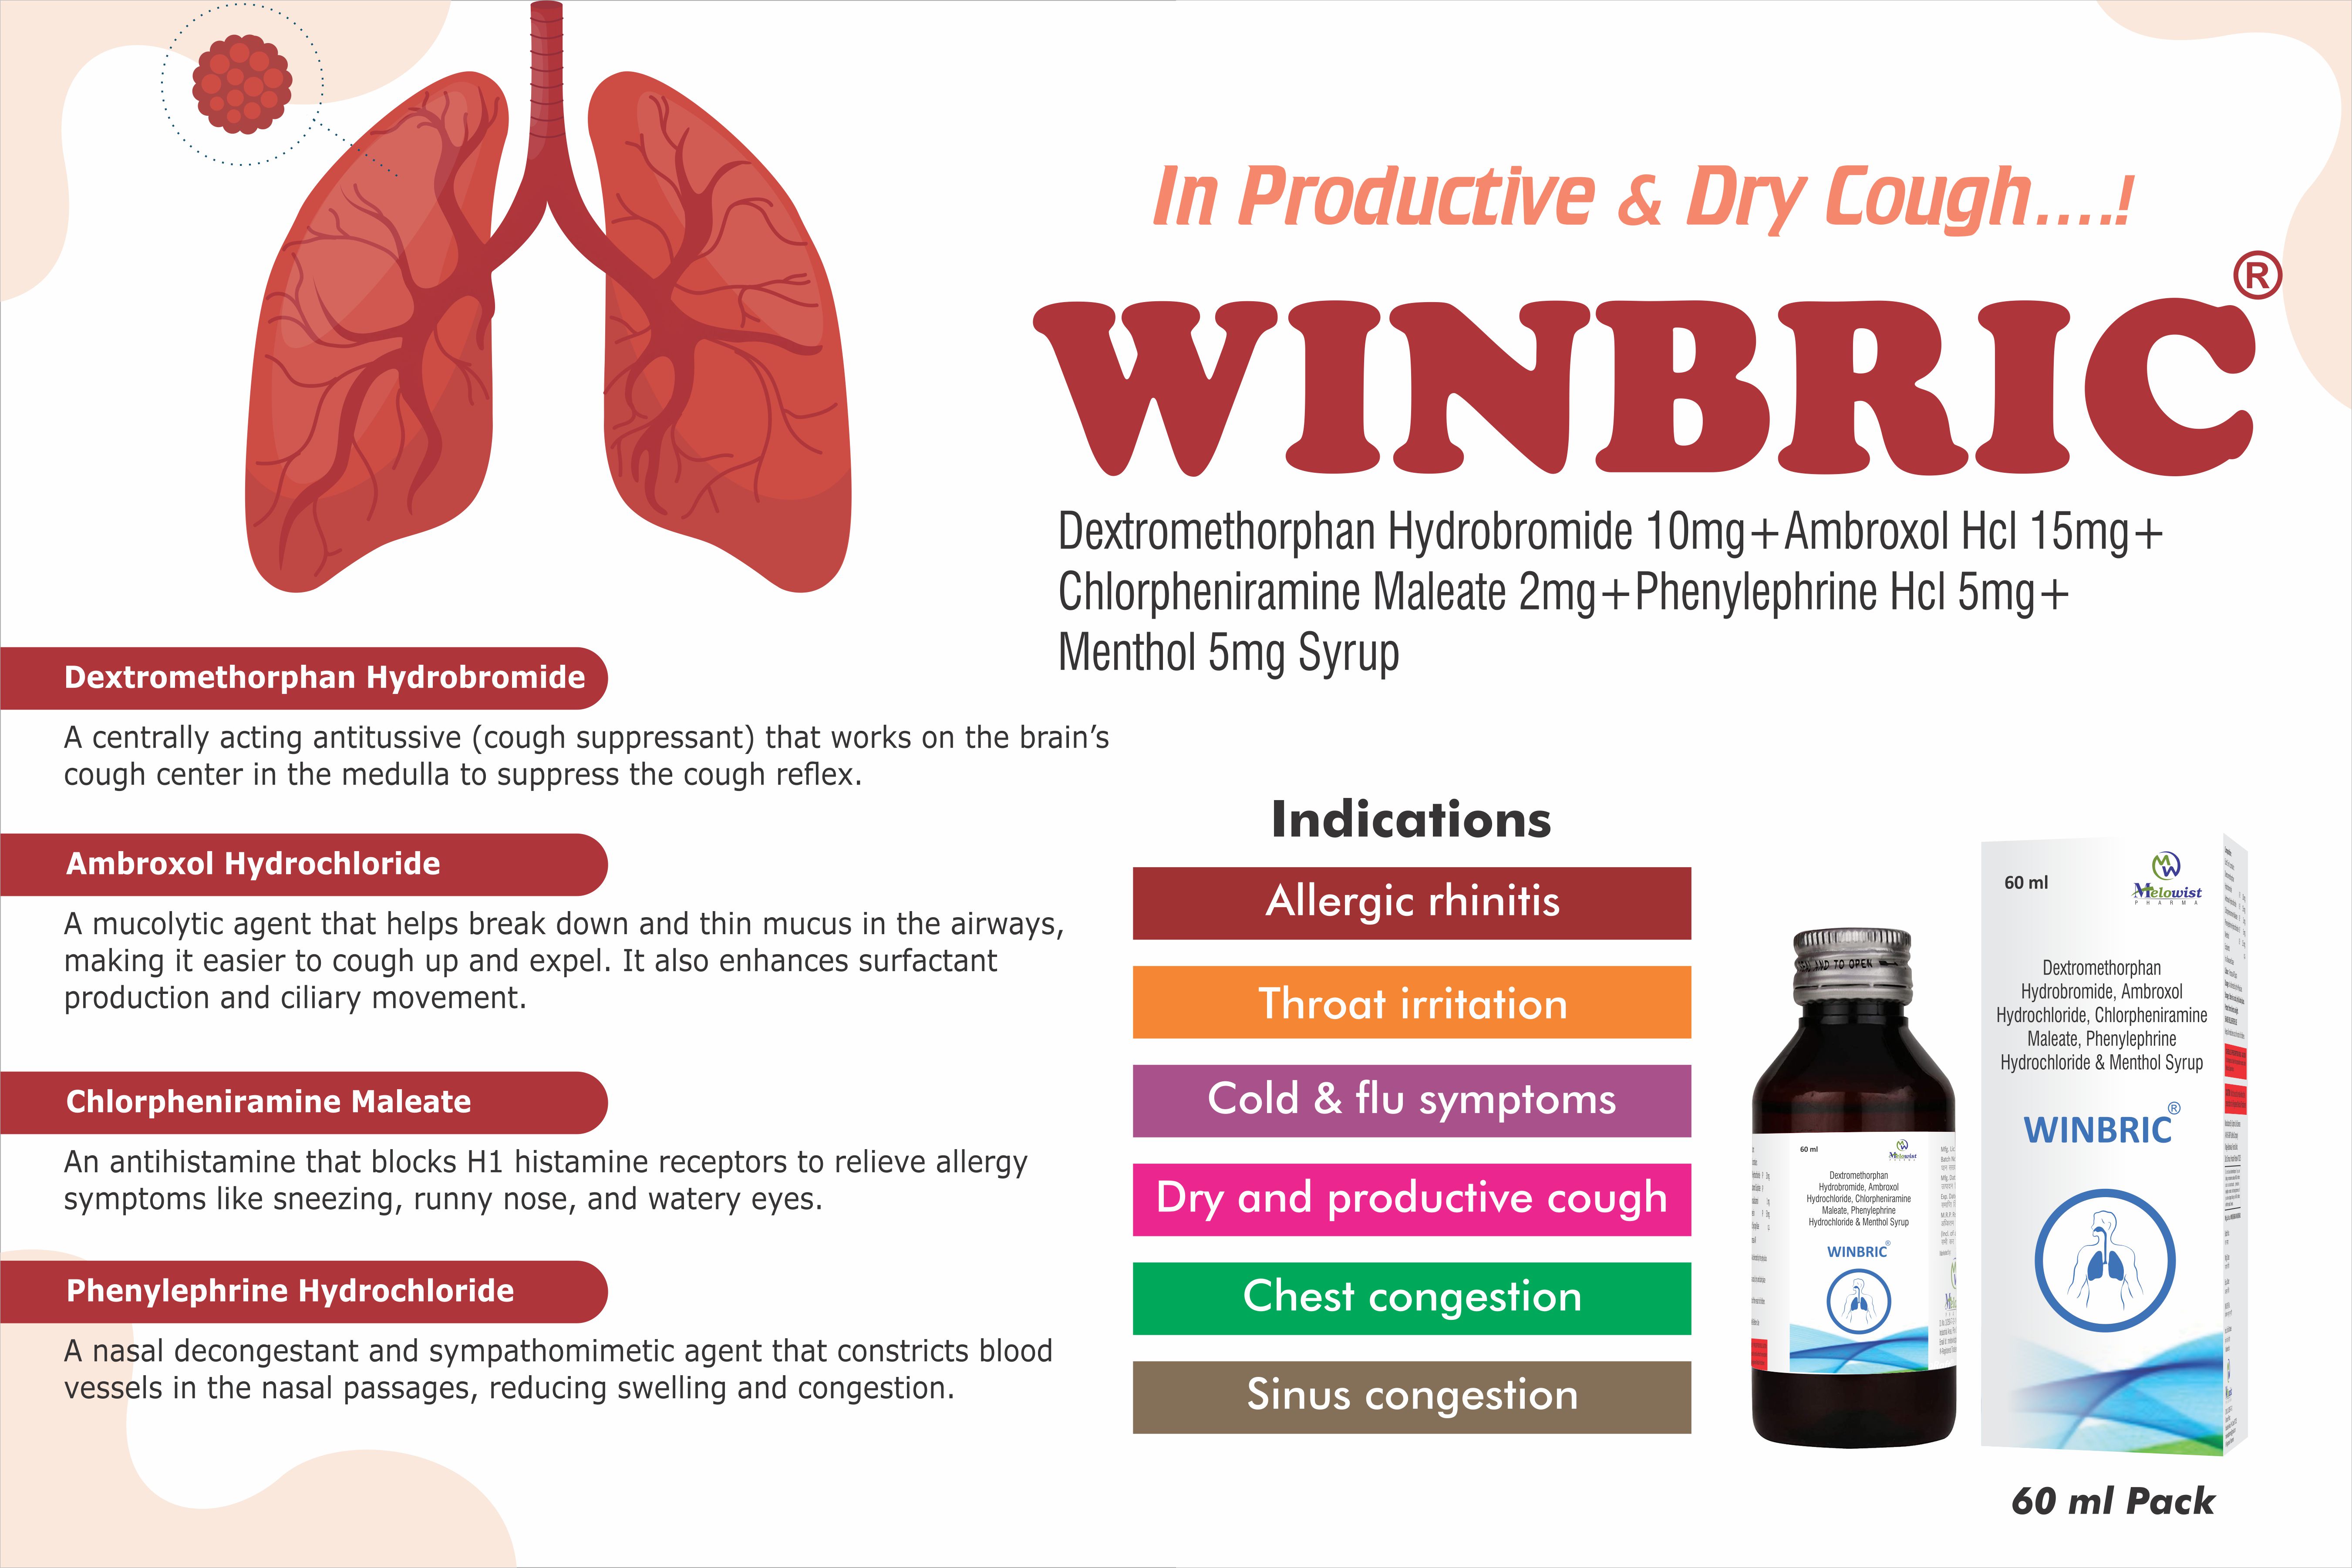 In Productive & Dry Cough....!
WINBRIC®
Dextromethorphan Hydrobromide 10mg+Ambroxol Hcl 15mg+
Chlorpheniramine Maleate 2mg+Phenylephrine Hcl 5mg+
Menthol 5mg Syrup
Dextromethorphan Hydrobromide
A centrally acting antitussive (cough suppressant) that works on the brain’s
cough center in the medulla to suppress the cough reflex.
Ambroxol Hydrochloride
A mucolytic agent that helps break down and thin mucus in the airways,
making it easier to cough up and expel. It also enhances surfactant
production and ciliary movement.
Chlorpheniramine Maleate
An antihistamine that blocks H1 histamine receptors to relieve allergy
symptoms like sneezing, runny nose, and watery eyes.
Phenylephrine Hydrochloride
A nasal decongestant and sympathomimetic agent that constricts blood
vessels in the nasal passages, reducing swelling and congestion.
Indications
Allergic rhinitis
Throat irritation
Cold & flu symptoms
Dry and productive cough
Chest congestion
Sinus congestion
AND TO OPEN
60 ml
Melowist
Dextromethorphan
Hydrobromide, Ambroxol
Hydrochloride, Chlorpheniramine
Maleate, Phenylephrine
Hydrochloride & Menthol Syrup
WINBRIC®
60 ml
Melowist
PHARMA
Dextromethorphan
Hydrobromide, Ambroxol
Hydrochloride, Chlorpheniramine
Maleate, Phenylephrine
Hydrochloride & Menthol Syrup
WINBRIC®
60 ml Pack